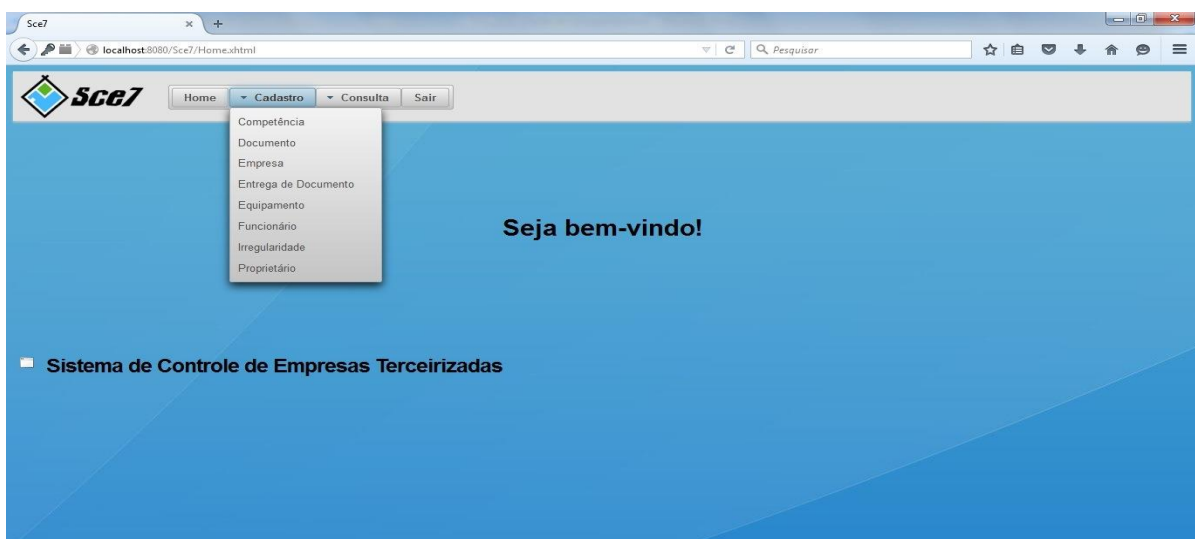 Sce7
localhost:8080/Sce7/Home.xhtml
Pesquisar
Sce7 Home Cadastro Consulta Sair
Competência
Documento
Empresa
Entrega de Documento
Equipamento
Funcionário
Irregularidade
Proprietário
Seja bem-vindo!
Sistema de Controle de Empresas Terceirizadas